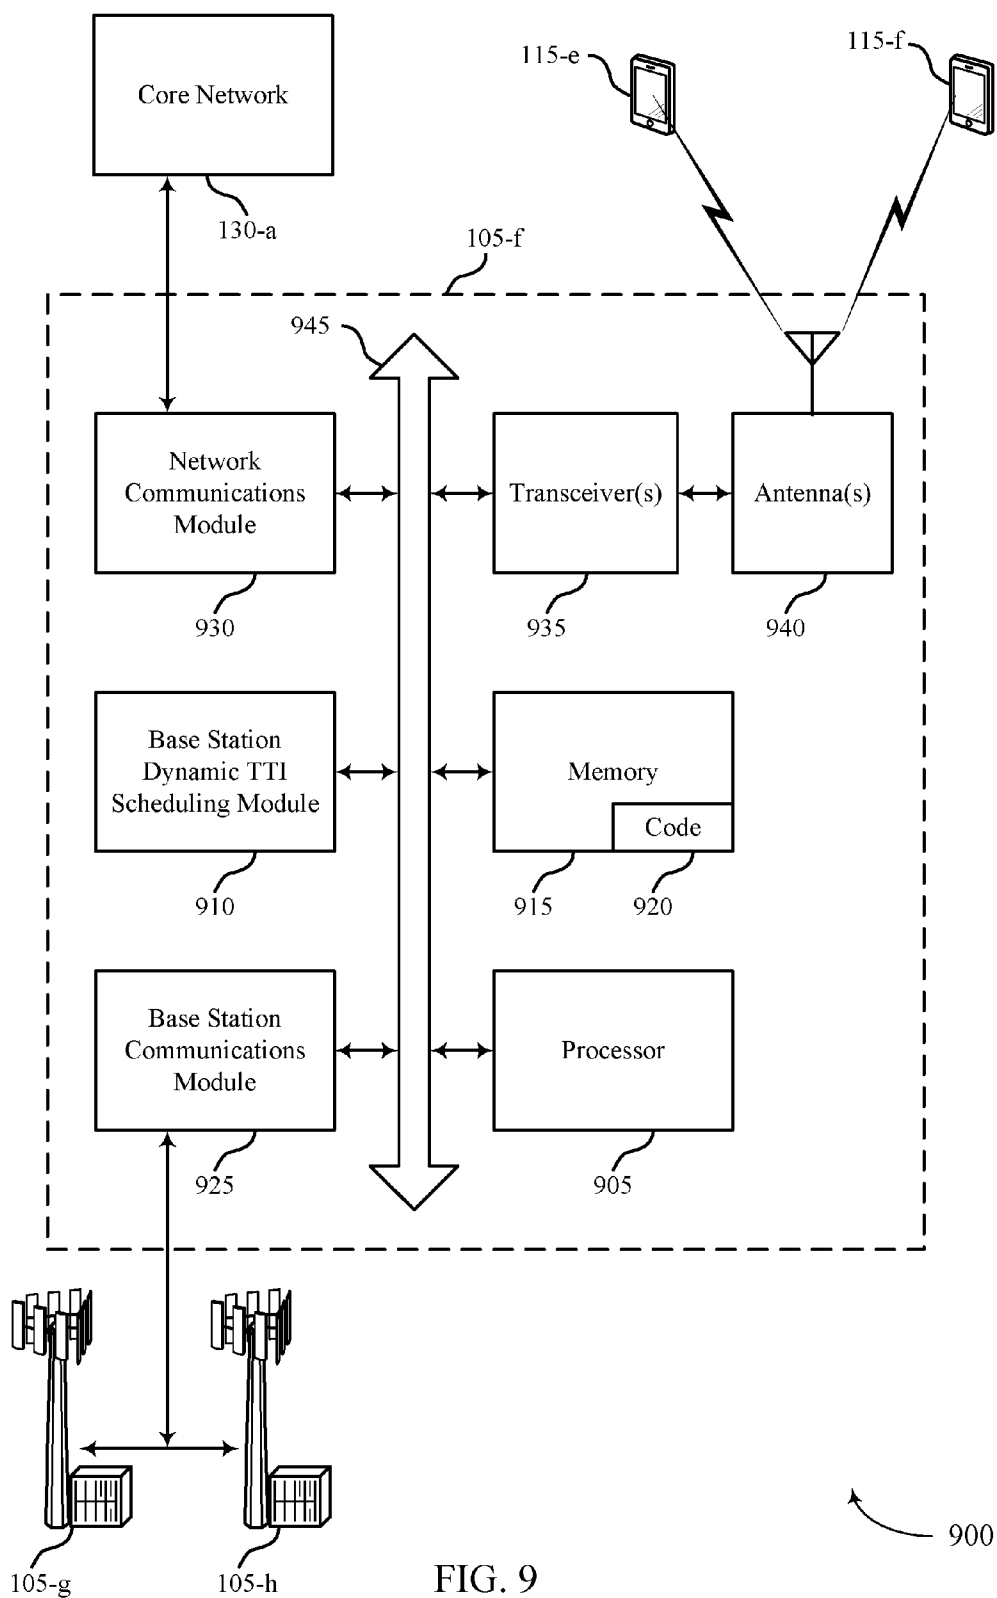 Core Network
130-a
115-e
115-f
105-f
945
Network
Communications
Module
930
Transceiver(s)
935
Antenna(s)
940
Base Station
Dynamic TTI
Scheduling Module
910
Memory
Code
915
920
Base Station
Communications
Module
925
Processor
905
105-g
105-h
900
FIG. 9